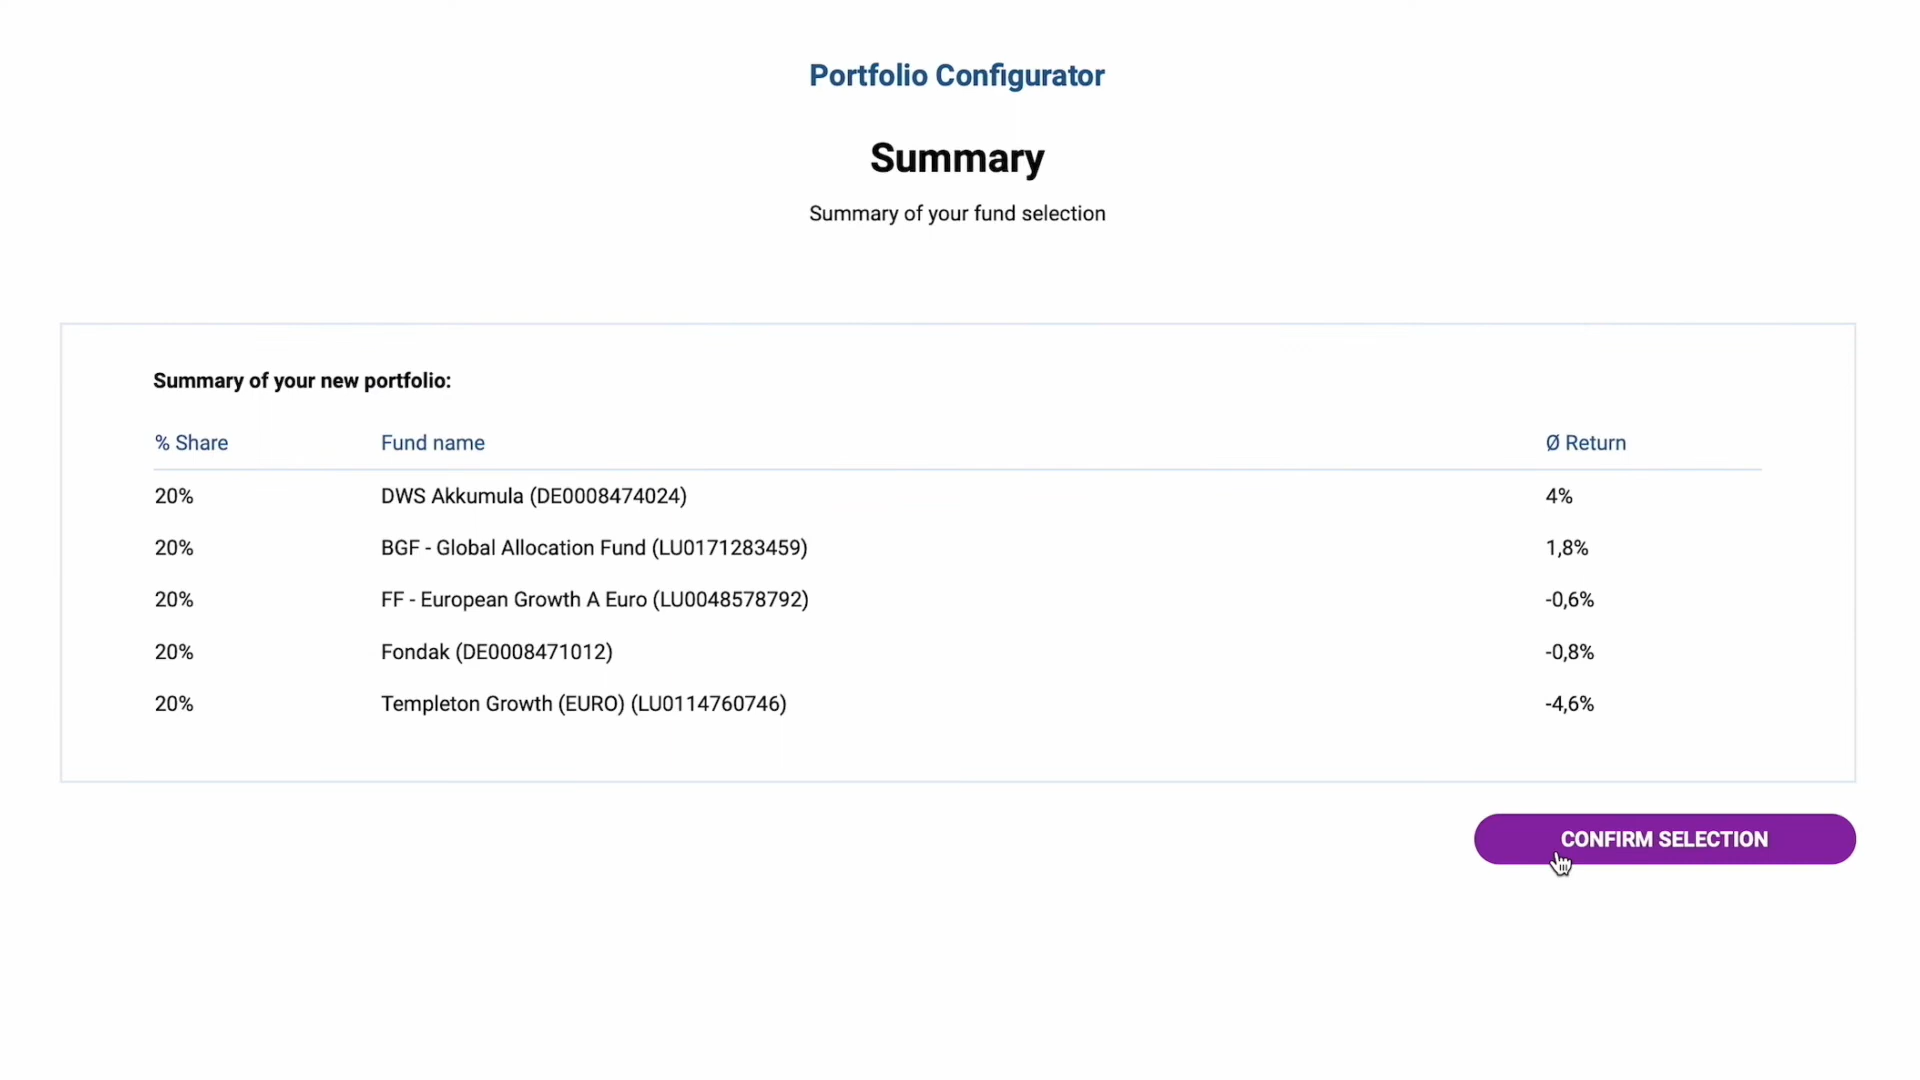 Portfolio Configurator
Summary
Summary of your fund selection
Summary of your new portfolio:
% Share Fund name Ø Return
20% DWS Akkumula (DE0008474024) 4%
20% BGF - Global Allocation Fund (LU0171283459) 1,8%
20% FF - European Growth A Euro (LU0048578792) -0,6%
20% Fondak (DE0008471012) -0,8%
20% Templeton Growth (EURO) (LU0114760746) -4,6%
CONFIRM SELECTION